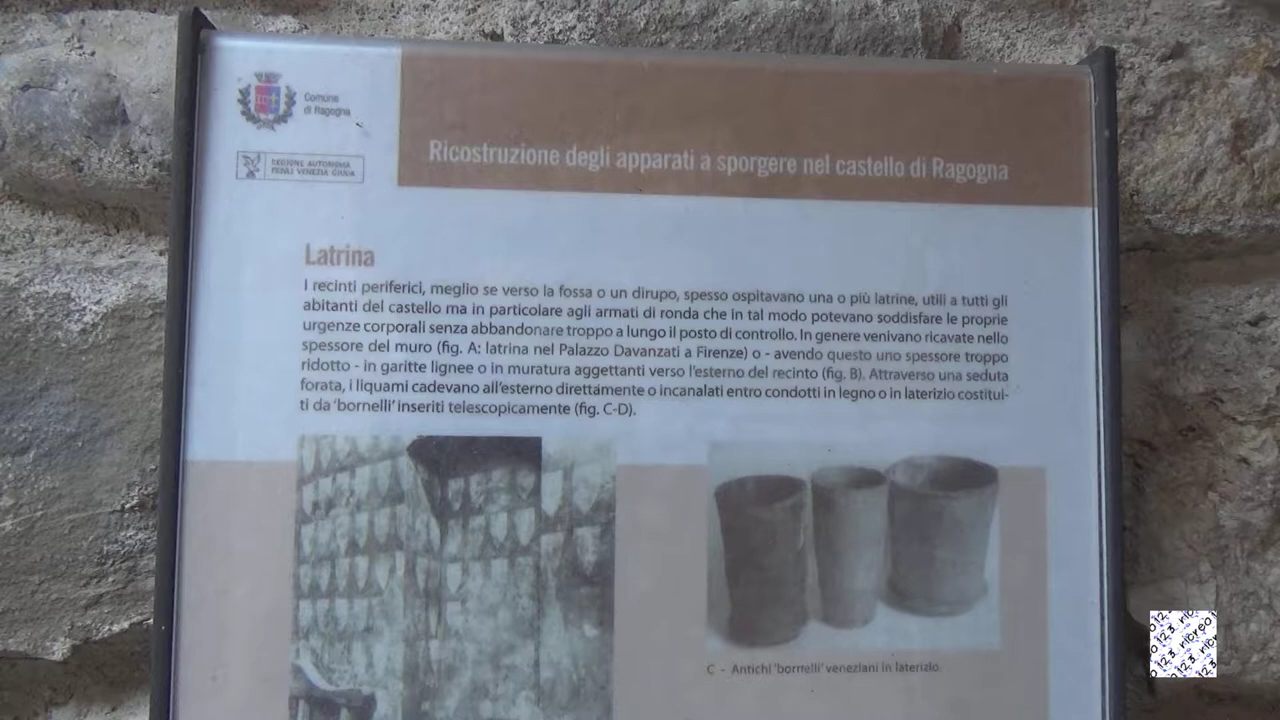 Comune
di Ragogna
REGIONE AUTONOMA
FRIULI VENEZIA GIULIA
Ricostruzione degli apparati a sporgere nel castello di Ragogna
Latrina
I recinti periferici, meglio se verso la fossa o un dirupo, spesso ospitavano una o più latrine, utili a tutti gli
abitanti del castello ma in particolare agli armati di ronda che in tal modo potevano soddisfare le proprie
urgenze corporali senza abbandonare troppo a lungo il posto di controllo. In genere venivano ricavate nello
spessore del muro (fig. A: latrina nel Palazzo Davanzati a Firenze) o - avendo questo uno spessore troppo
ridotto - in garitte lignee o in muratura aggettanti verso l'esterno del recinto (fig. B). Attraverso una seduta
forata, i liquami cadevano all'esterno direttamente o incanalati entro condotti in legno o in laterizio costitui-
ti da 'bornelli' inseriti telescopicamente (fig. C-D).
C - Antichi 'bornelli' veneziani in laterizio.